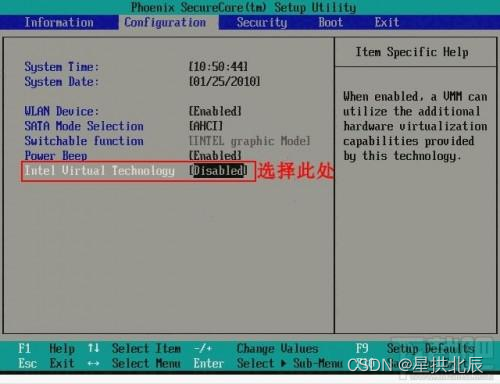 Phoenix SecureCore(tm) Setup Utility
Information Configuration Security Boot Exit
Item Specific Help
System Time: [10:50:44]
System Date: [01/25/2010]
When enabled, a VMM can
utilize the additional
hardware virtualization
capabilities provided
by this technology.
WLAN Device: [Enabled]
SATA Mode Selection [AHCI]
Switchable function [INTEL graphic Mode]
Power Beep [Enabled]
Intel Virtual Technology [Disabled] 选择此处
F1 Help ↑↓ Select Item -/+ Change Values F9 Setup Defaults
Esc Exit ↔ Select Menu Enter Select ▶ Sub-Menu
CSDN @星拱北辰